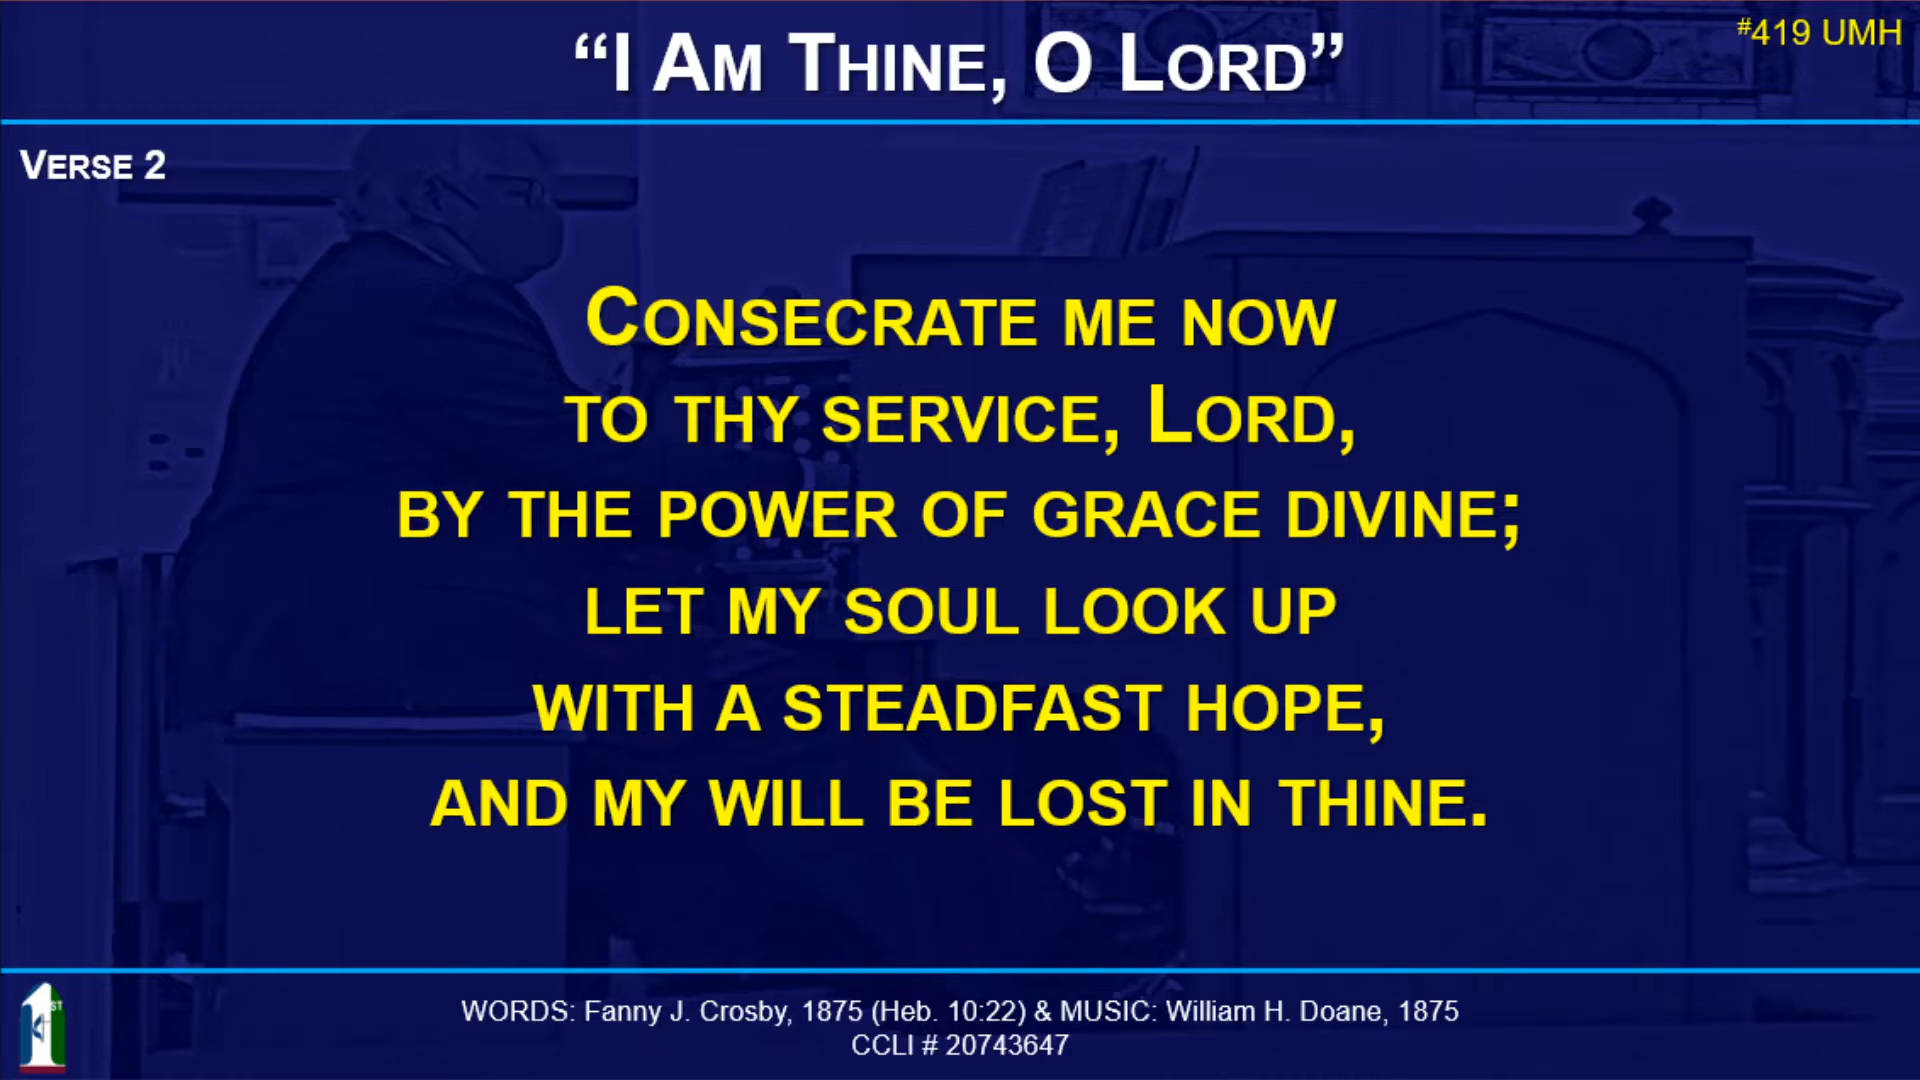 “I AM THINE, O LORD”
#419 UMH
VERSE 2
CONSECRATE ME NOW
TO THY SERVICE, LORD,
BY THE POWER OF GRACE DIVINE;
LET MY SOUL LOOK UP
WITH A STEADFAST HOPE,
AND MY WILL BE LOST IN THINE.
WORDS: Fanny J. Crosby, 1875 (Heb. 10:22) & MUSIC: William H. Doane, 1875
CCLI # 20743647
1ST